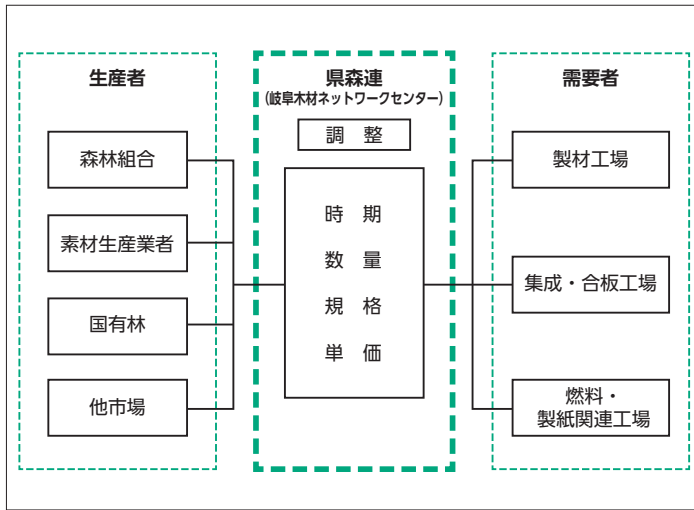 生産者
森林組合
素材生産業者
国有林
他市場
県森連
(岐阜木材ネットワークセンター)
調 整
時 期
数 量
規 格
単 価
需要者
製材工場
集成・合板工場
燃料・
製紙関連工場